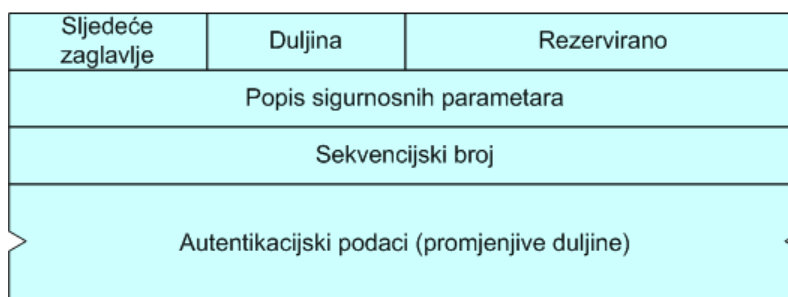 Sljedeće
zaglavlje
Duljina
Rezervirano
Popis sigurnosnih parametara
Sekvencijski broj
Autentikacijski podaci (promjenjive duljine)